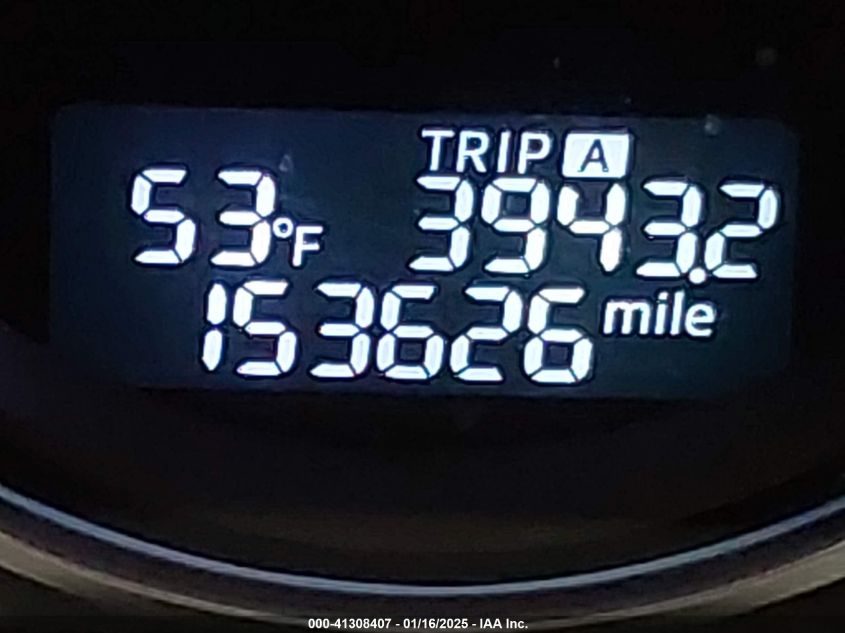 TRIP A
53°F 3943.2
153626 mile
000-41308407 - 01/16/2025 - IAA Inc.